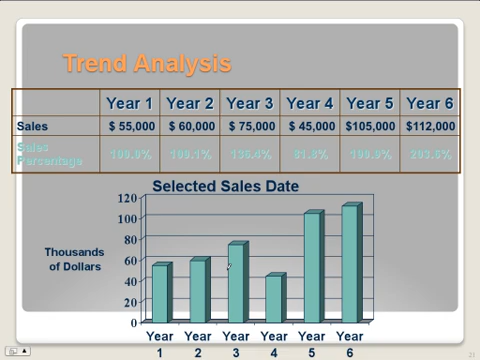 Trend Analysis
Year 1 Year 2 Year 3 Year 4 Year 5 Year 6
Sales $ 55,000 $ 60,000 $ 75,000 $ 45,000 $105,000 $112,000
Sales
Percentage 100.0% 109.1% 136.4% 81.8% 190.9% 203.6%
Selected Sales Date
Thousands
of Dollars
120
100
80
60
40
20
0
Year Year Year Year Year Year
1 2 3 4 5 6
21